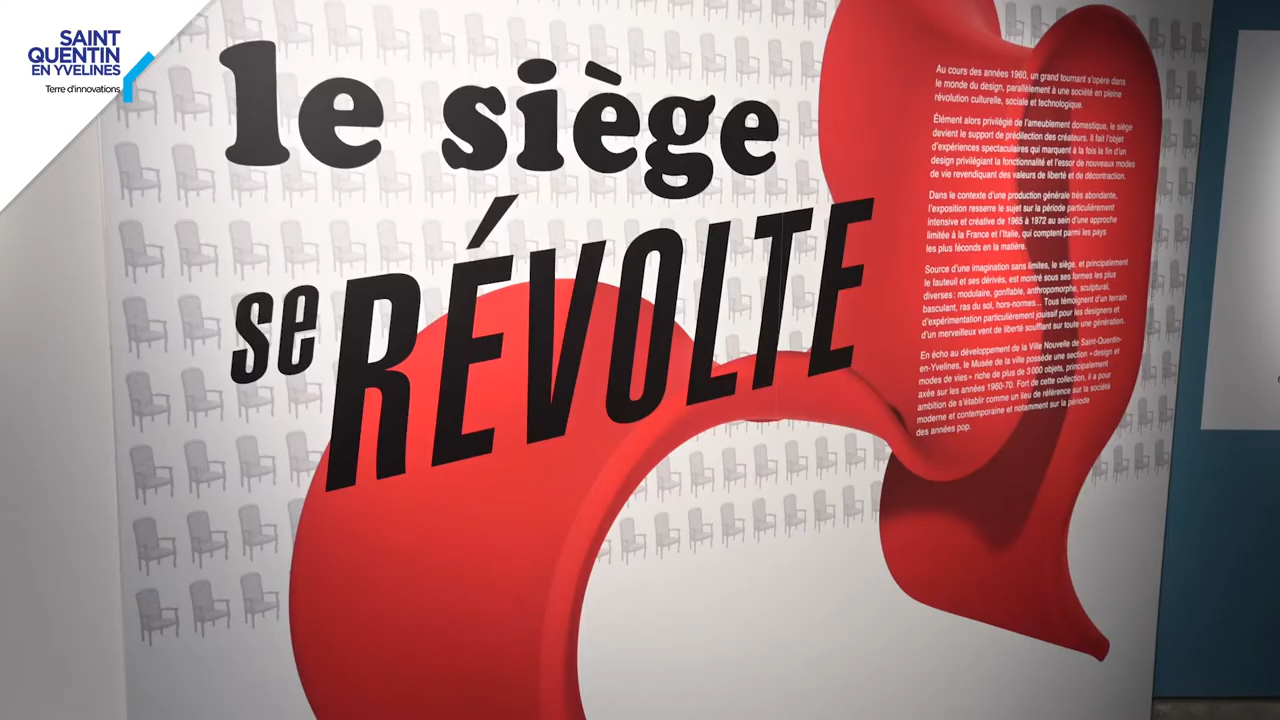 SAINT
QUENTIN
EN YVELINES
Terre d'innovations
le siège
se RÉVOLTE
Au cours des années 1960, un grand tournant s'opère dans
le monde du design, parallèlement à une société en pleine
révolution culturelle, sociale et technologique.
Élément alors privilégié de l'ameublement domestique, le siège
devient le support de prédilection des créateurs. Il fait l'objet
d'expériences spectaculaires qui marquent à la fois la fin d'un
design privilégiant la fonctionnalité et l'essor de nouveaux modes
de vie revendiquant des valeurs de liberté et de décontraction.
Dans le contexte d'une production générale très abondante,
l'exposition resserre le sujet sur la période particulièrement
intensive et créative de 1965 à 1972 au sein d'une approche
limitée à la France et l'Italie, qui comptent parmi les pays
les plus féconds en la matière.
Source d'une imagination sans limites, le siège, et principalement
le fauteuil et ses dérivés, est montré sous ses formes les plus
diverses : modulaire, gonflable, anthropomorphe, sculptural,
basculant, ras du sol, hors-normes... Tous témoignent d'un terrain
d'expérimentation particulièrement jouissif pour les designers et
d'un merveilleux vent de liberté soufflant sur toute une génération.
En écho au développement de la Ville Nouvelle de Saint-Quentin-
en-Yvelines, le Musée de la ville possède une section « design et
modes de vies » riche de plus de 3 000 objets, principalement
axée sur les années 1960-70. Fort de cette collection, il a pour
ambition de s'établir comme un lieu de référence sur la société
moderne et contemporaine et notamment sur la période
des années pop.